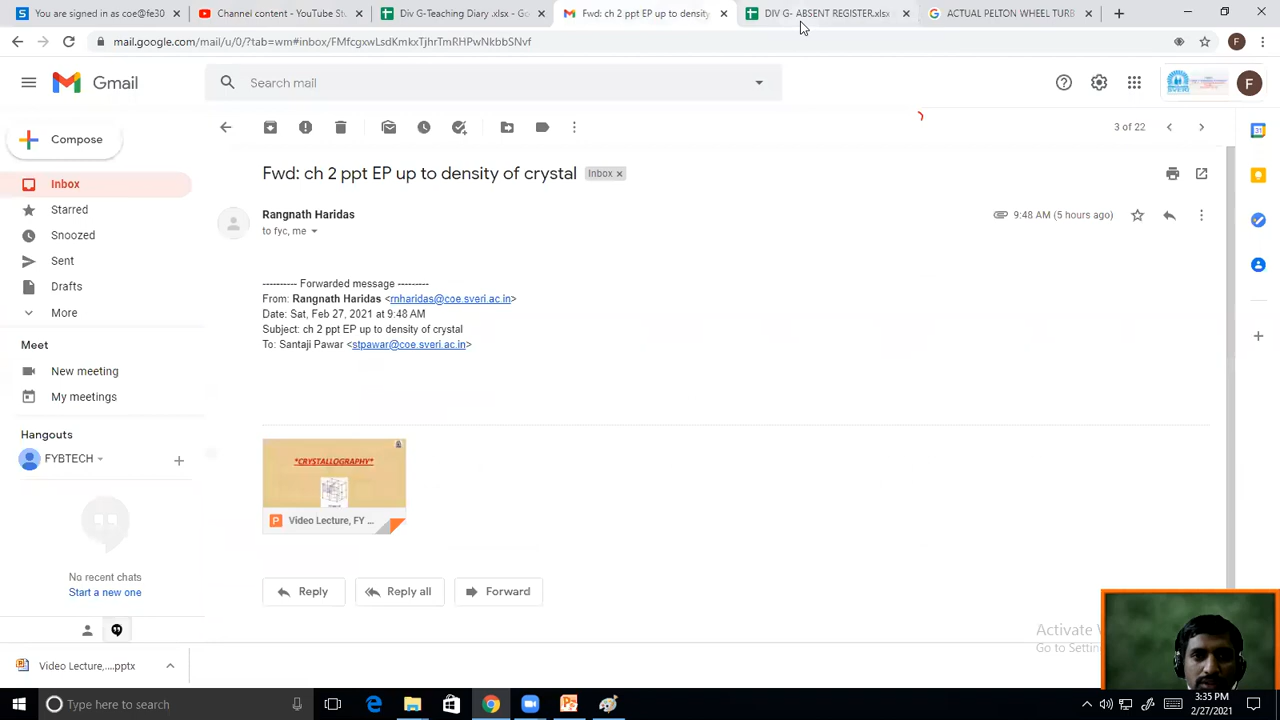 Signed in as you are coe@fe30
Channel content - YouTube St
Div G-Teaching Diary .xlsx - Go
Fwd: ch 2 ppt EP up to density
DIV G- ABSENT REGISTER.xlsx
ACTUAL PELTON WHEEL TURB
mail.google.com/mail/u/0/?tab=wm#inbox/FMfcgxwLsdKmkxTjhrTmRHPwNkbbSNvf
F
Gmail
Search mail
SVERI
F
Compose
3 of 22
Inbox
Starred
Snoozed
Sent
Drafts
More
Meet
New meeting
My meetings
Hangouts
FYBTECH
No recent chats
Start a new one
Fwd: ch 2 ppt EP up to density of crystal
Inbox x
Rangnath Haridas
9:48 AM (5 hours ago)
to fyc, me
---------- Forwarded message ---------
From: Rangnath Haridas <rnharidas@coe.sveri.ac.in>
Date: Sat, Feb 27, 2021 at 9:48 AM
Subject: ch 2 ppt EP up to density of crystal
To: Santaji Pawar <stpawar@coe.sveri.ac.in>
*CRYSTALLOGRAPHY*
P Video Lecture, FY ...
Reply
Reply all
Forward
31
Activate
Go to Settin
Video Lecture,....pptx
Type here to search
3:35 PM
2/27/2021